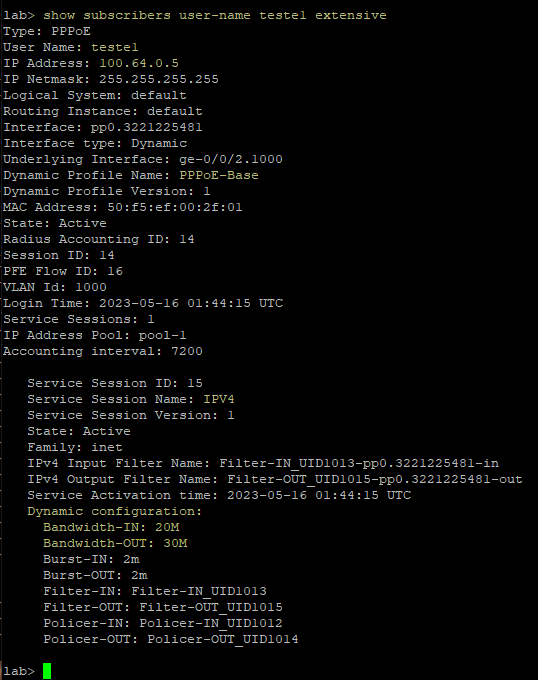 lab> show subscribers user-name teste1 extensive
Type: PPPoE
User Name: teste1
IP Address: 100.64.0.5
IP Netmask: 255.255.255.255
Logical System: default
Routing Instance: default
Interface: pp0.3221225481
Interface type: Dynamic
Underlying Interface: ge-0/0/2.1000
Dynamic Profile Name: PPPoE-Base
Dynamic Profile Version: 1
MAC Address: 50:f5:ef:00:2f:01
State: Active
Radius Accounting ID: 14
Session ID: 14
PFE Flow ID: 16
VLAN Id: 1000
Login Time: 2023-05-16 01:44:15 UTC
Service Sessions: 1
IP Address Pool: pool-1
Accounting interval: 7200
Service Session ID: 15
Service Session Name: IPV4
Service Session Version: 1
State: Active
Family: inet
IPv4 Input Filter Name: Filter-IN_UID1013-pp0.3221225481-in
IPv4 Output Filter Name: Filter-OUT_UID1015-pp0.3221225481-out
Service Activation time: 2023-05-16 01:44:15 UTC
Dynamic configuration:
Bandwidth-IN: 20M
Bandwidth-OUT: 30M
Burst-IN: 2m
Burst-OUT: 2m
Filter-IN: Filter-IN_UID1013
Filter-OUT: Filter-OUT_UID1015
Policer-IN: Policer-IN_UID1012
Policer-OUT: Policer-OUT_UID1014
lab>